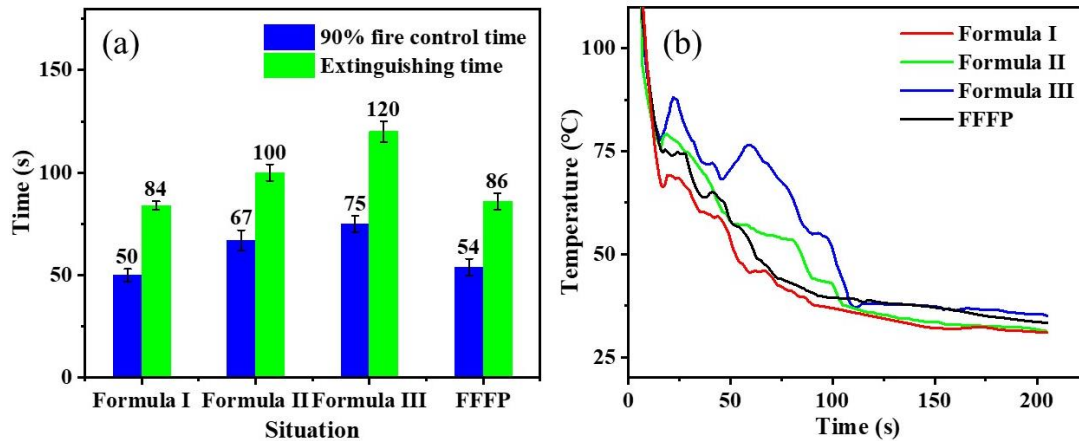 (a)
90% fire control time
Extinguishing time
Time (s)
150
100
50
0
50
84
67
100
75
120
54
86
Formula I Formula II Formula III FFFP
Situation
(b)
Formula I
Formula II
Formula III
FFFP
Temperature (°C)
100
75
50
25
0 50 100 150 200
Time (s)